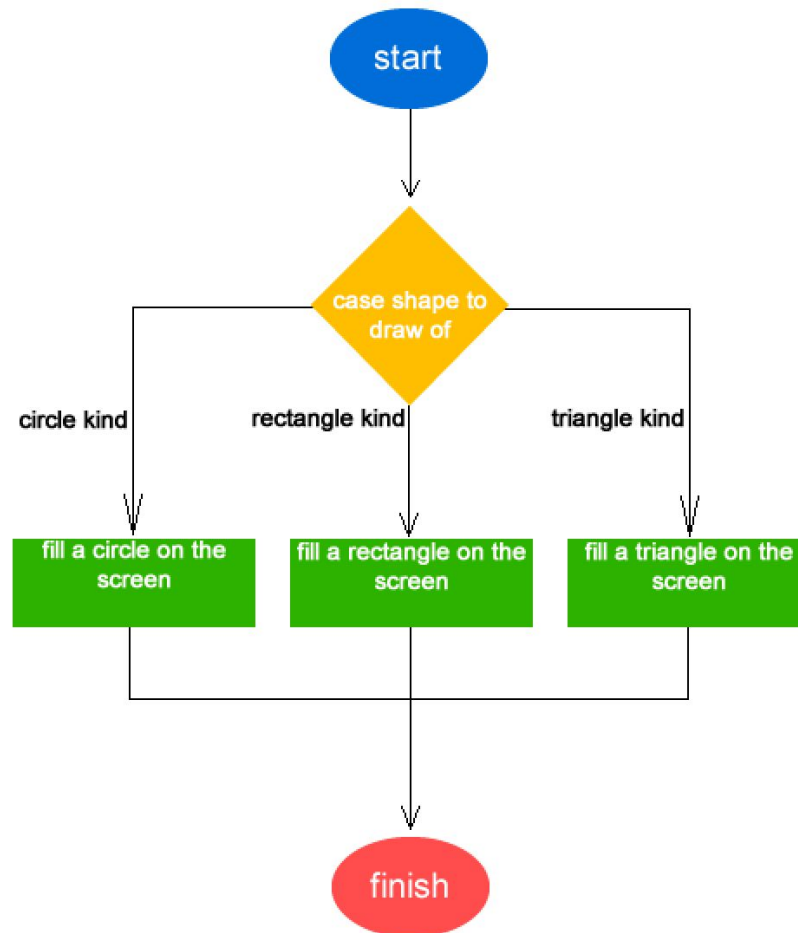 start
case shape to
draw of
circle kind
rectangle kind
triangle kind
fill a circle on the
screen
fill a rectangle on the
screen
fill a triangle on the
screen
finish